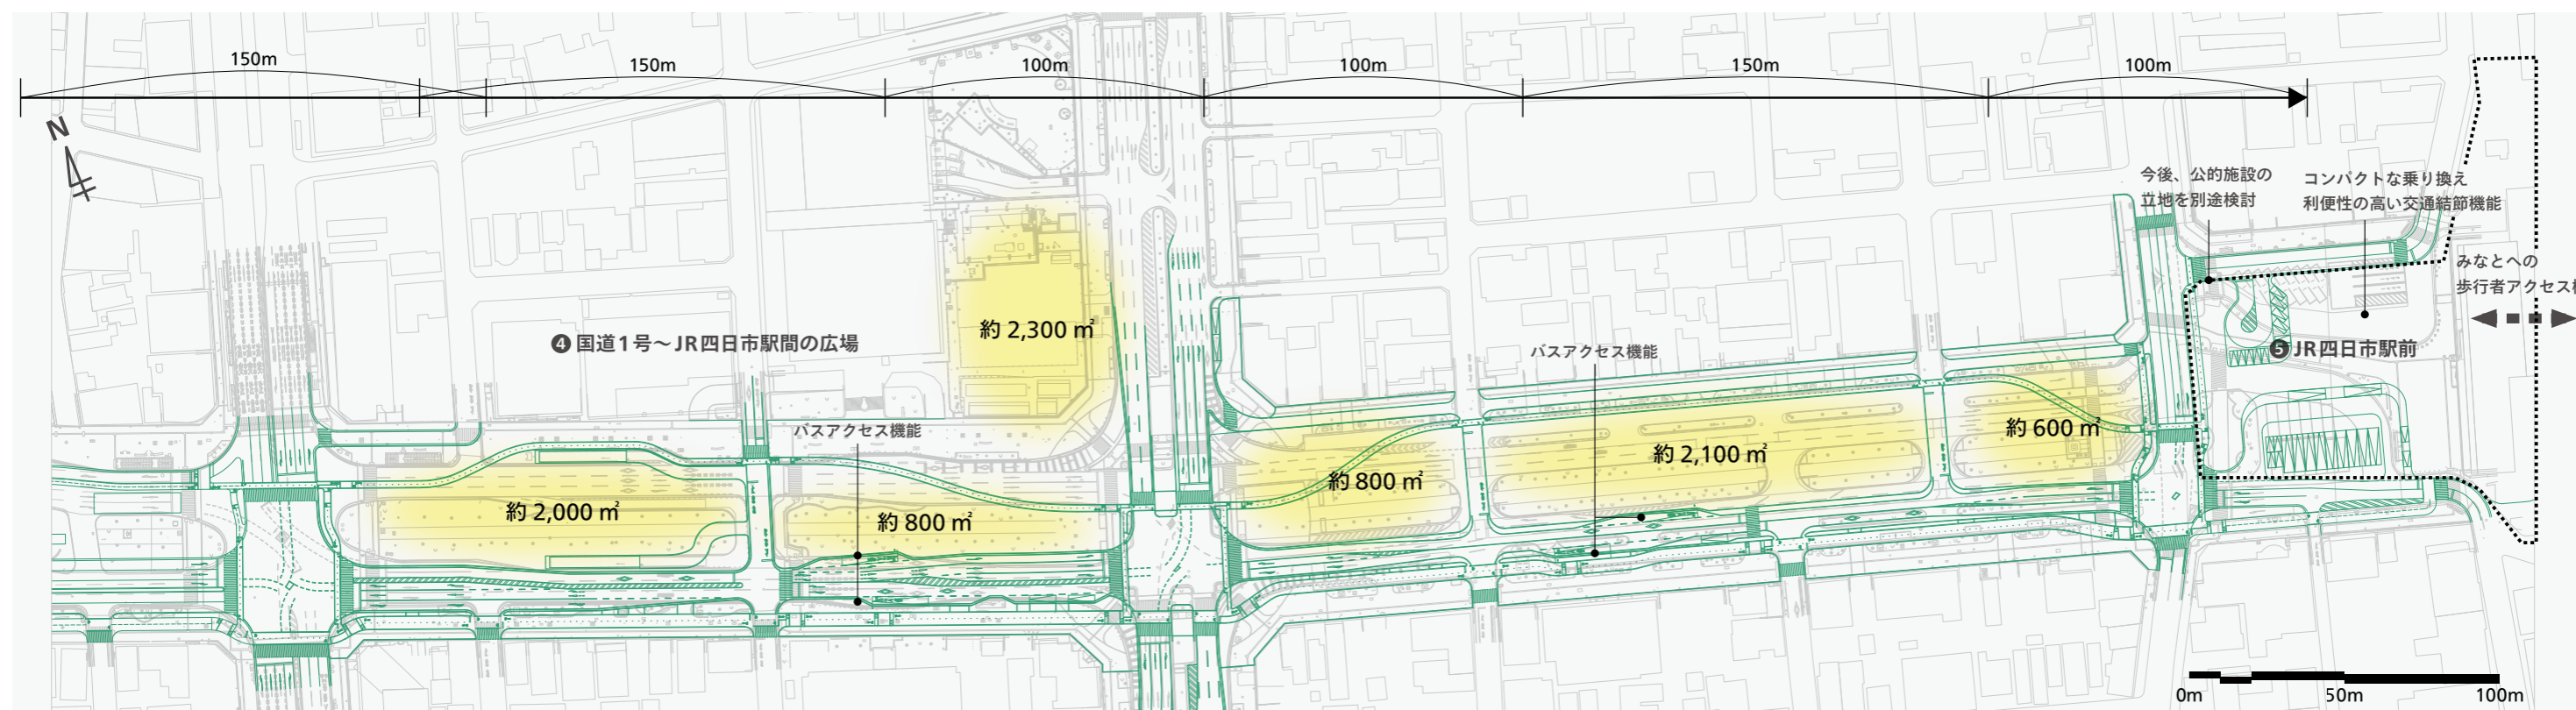 150m
150m
100m
100m
150m
100m
N
今後、公的施設の
立地を別途検討
コンパクトな乗り換え
利便性の高い交通結節機能
みなとへの
歩行者アクセス
❹ 国道1号〜JR四日市駅間の広場
約 2,300 ㎡
バスアクセス機能
❺ JR四日市駅前
バスアクセス機能
約 600 ㎡
約 2,100 ㎡
約 800 ㎡
約 2,000 ㎡
約 800 ㎡
0m 50m 100m